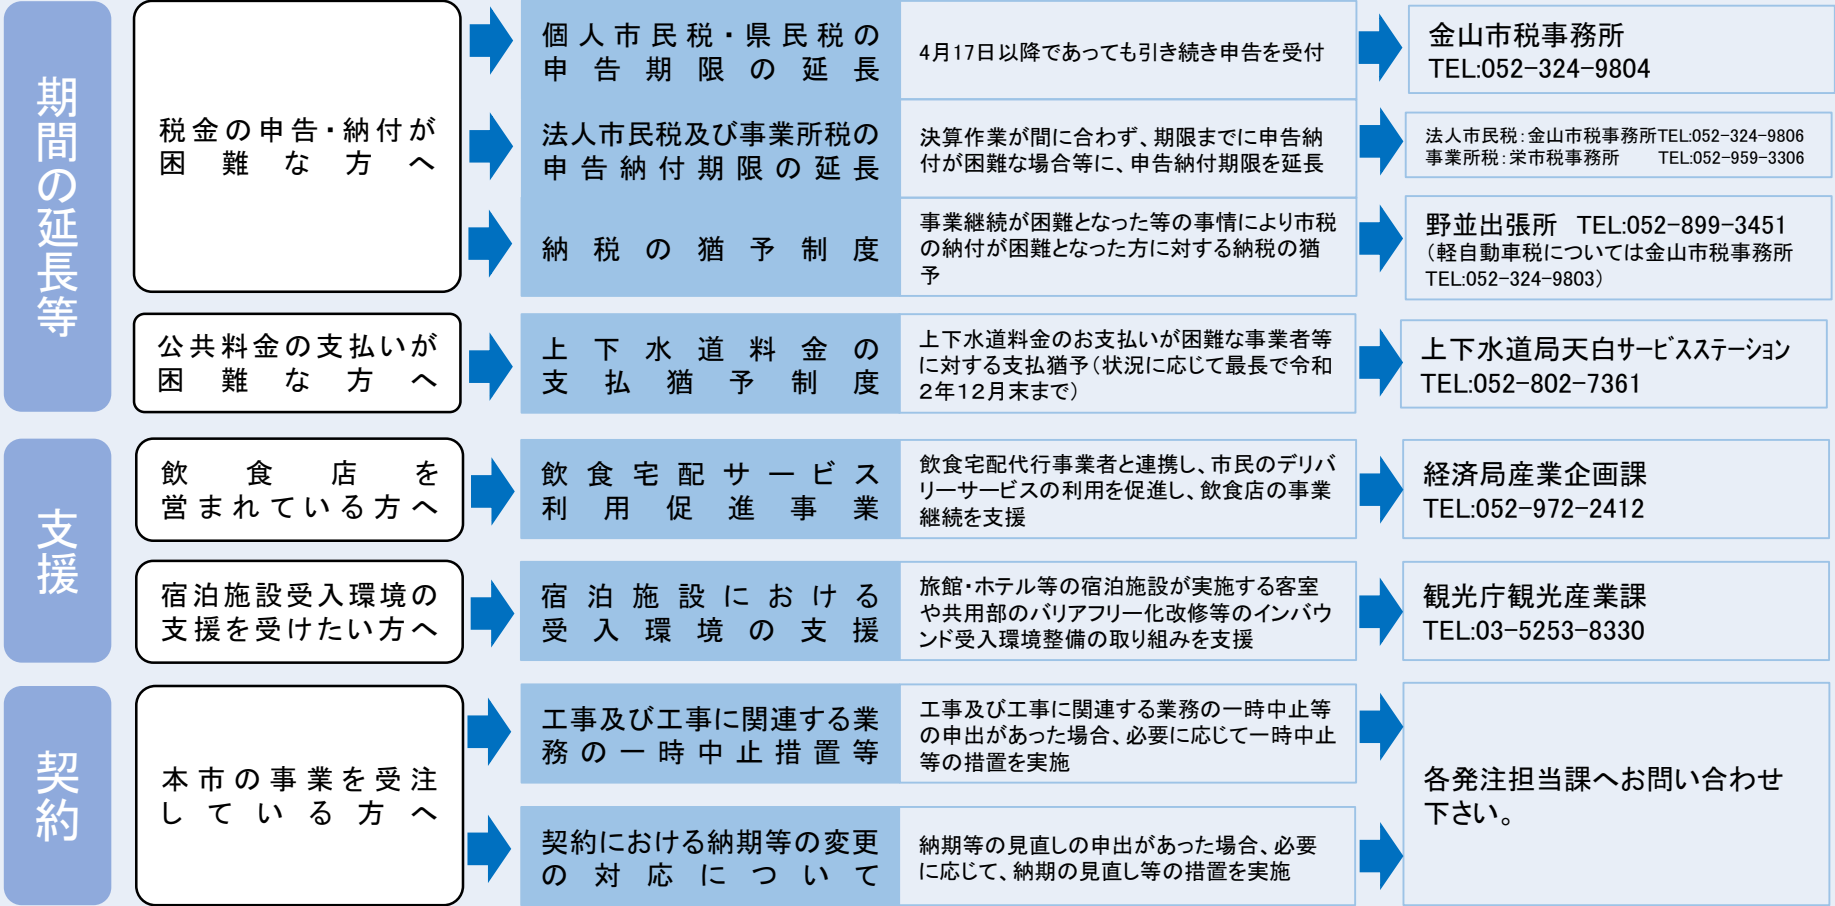 期間の延長等
税金の申告・納付が
困難な方へ
個人市民税・県民税の
申告期限の延長
4月17日以降であっても引き続き申告を受付
金山市税事務所
TEL:052-324-9804
法人市民税及び事業所税の
申告納付期限の延長
決算作業が間に合わず、期限までに申告納
付が困難な場合等に、申告納付期限を延長
法人市民税:金山市税事務所TEL:052-324-9806
事業所税:栄市税事務所 TEL:052-959-3306
納税の猶予制度
事業継続が困難となった等の事情により市税
の納付が困難となった方に対する納税の猶
予
野並出張所 TEL:052-899-3451
(軽自動車税については金山市税事務所
TEL:052-324-9803)
公共料金の支払いが
困難な方へ
上下水道料金の
支払猶予制度
上下水道料金のお支払いが困難な事業者等
に対する支払猶予(状況に応じて最長で令和
2年12月末まで)
上下水道局天白サービスステーション
TEL:052-802-7361
支援
飲食店を
営まれている方へ
飲食宅配サービス
利用促進事業
飲食宅配代行事業者と連携し、市民のデリバ
リーサービスの利用を促進し、飲食店の事業
継続を支援
経済局産業企画課
TEL:052-972-2412
宿泊施設受入環境の
支援を受けたい方へ
宿泊施設における
受入環境の支援
旅館・ホテル等の宿泊施設が実施する客室
や共用部のバリアフリー化改修等のインバウ
ンド受入環境整備の取り組みを支援
観光庁観光産業課
TEL:03-5253-8330
契約
本市の事業を受注
している方へ
工事及び工事に関連する業
務の一時中止措置等
工事及び工事に関連する業務の一時中止等
の申出があった場合、必要に応じて一時中止
等の措置を実施
各発注担当課へお問い合わせ
下さい。
契約における納期等の変更
の対応について
納期等の見直しの申出があった場合、必要
に応じて、納期の見直し等の措置を実施